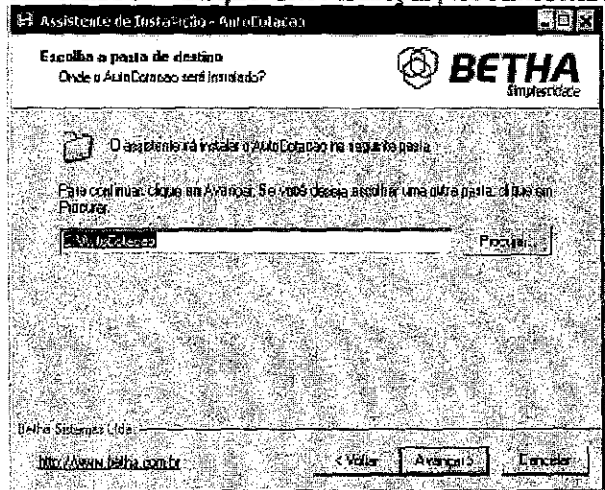 Assistente de Instalação - AutoCotacao
Escolha a pasta de destino
Onde o AutoCotacao será instalado?
BETHA
Simplescidade
O assistente irá instalar o AutoCotacao na seguinte pasta.
Para continuar, clique em Avançar. Se você deseja escolher uma outra pasta, clique em
Procurar.
C:\AutoCotacao
Procurar...
Betha Sistemas Ltda.
http://www.betha.com.br
< Voltar
Avançar >
Cancelar